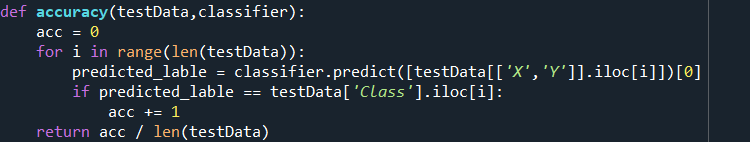 def accuracy(testData,classifier):
    acc = 0
    for i in range(len(testData)):
        predicted_lable = classifier.predict([testData[['X','Y']].iloc[i]])[0]
        if predicted_lable == testData['Class'].iloc[i]:
            acc += 1
    return acc / len(testData)